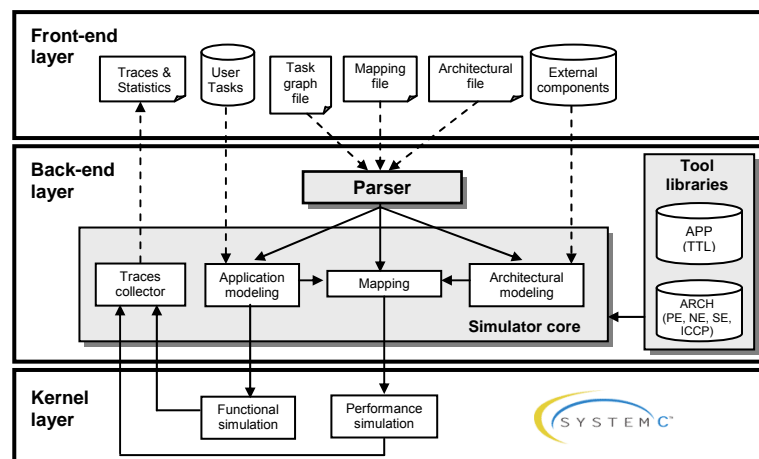 Front-end
layer
Traces &
Statistics
User
Tasks
Task
graph
file
Mapping
file
Architectural
file
External
components
Back-end
layer
Parser
Tool
libraries
APP
(TTL)
ARCH
(PE, NE, SE,
ICCP)
Traces
collector
Application
modeling
Mapping
Architectural
modeling
Simulator core
Kernel
layer
Functional
simulation
Performance
simulation
SYSTEM C™